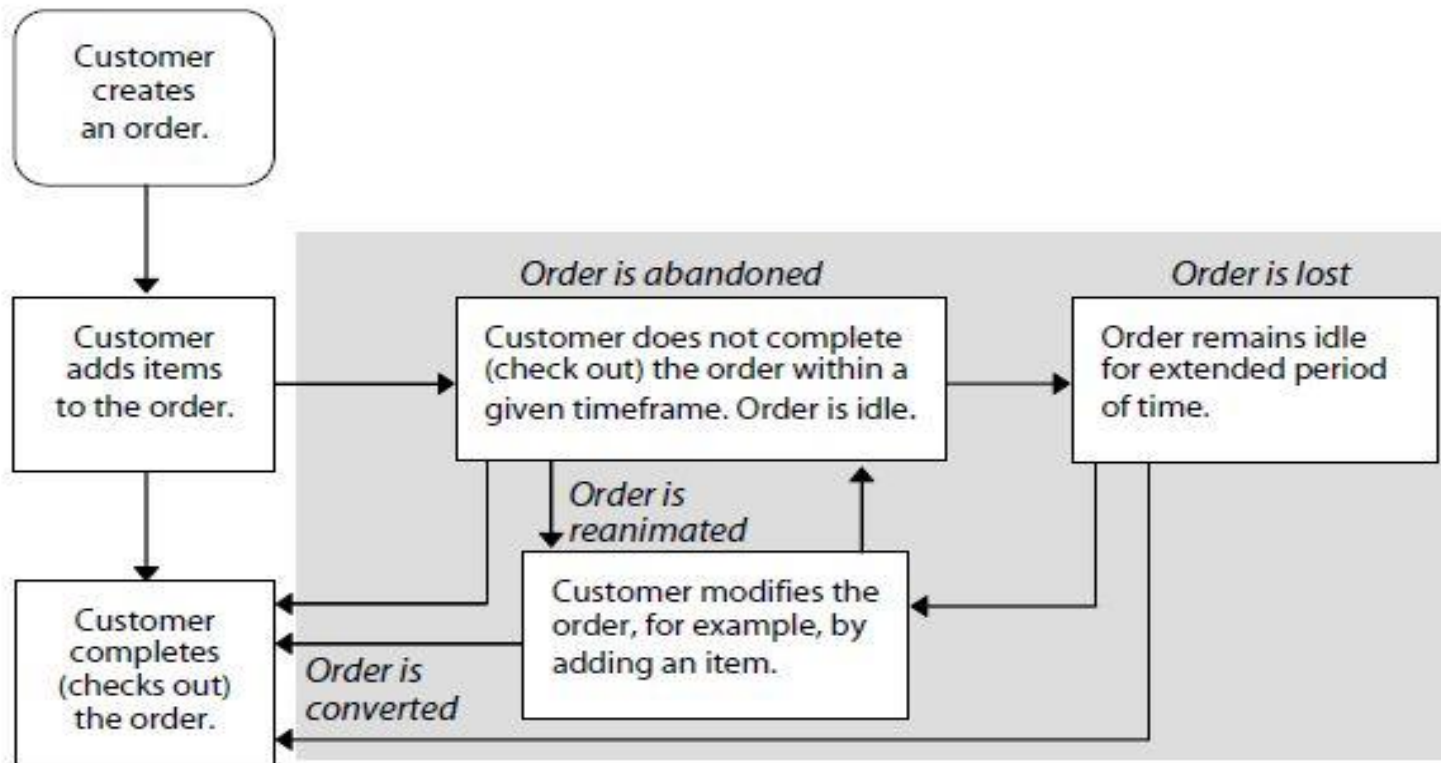 Customer
creates
an order.
Order is abandoned
Order is lost
Customer
adds items
to the order.
Customer does not complete
(check out) the order within a
given timeframe. Order is idle.
Order remains idle
for extended period
of time.
Order is
reanimated
Customer modifies the
order, for example, by
adding an item.
Customer
completes
(checks out)
the order.
Order is
converted